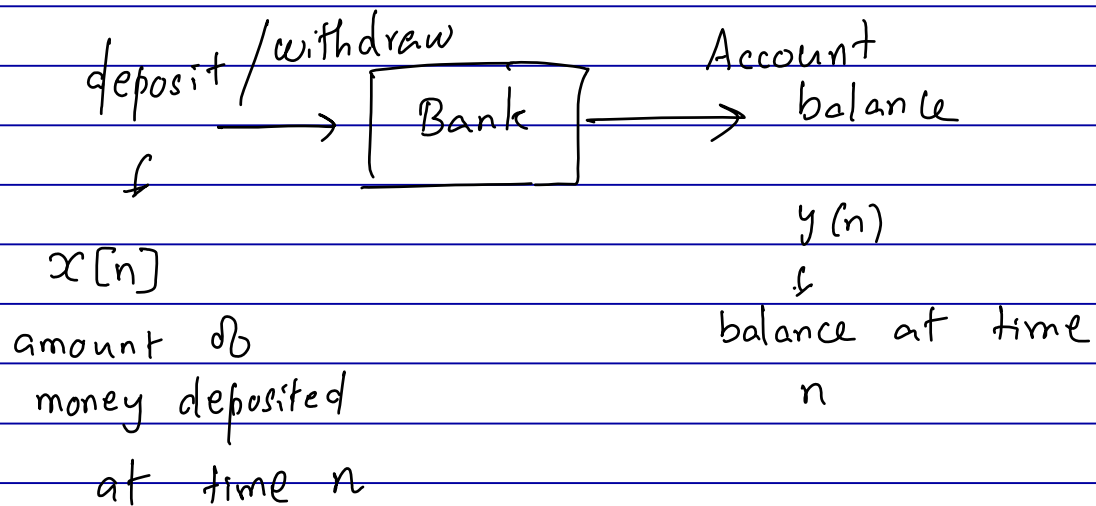 deposit/withdraw
Bank
Account
balance
x[n]
amount of
money deposited
at time n
y(n)
balance at time
n